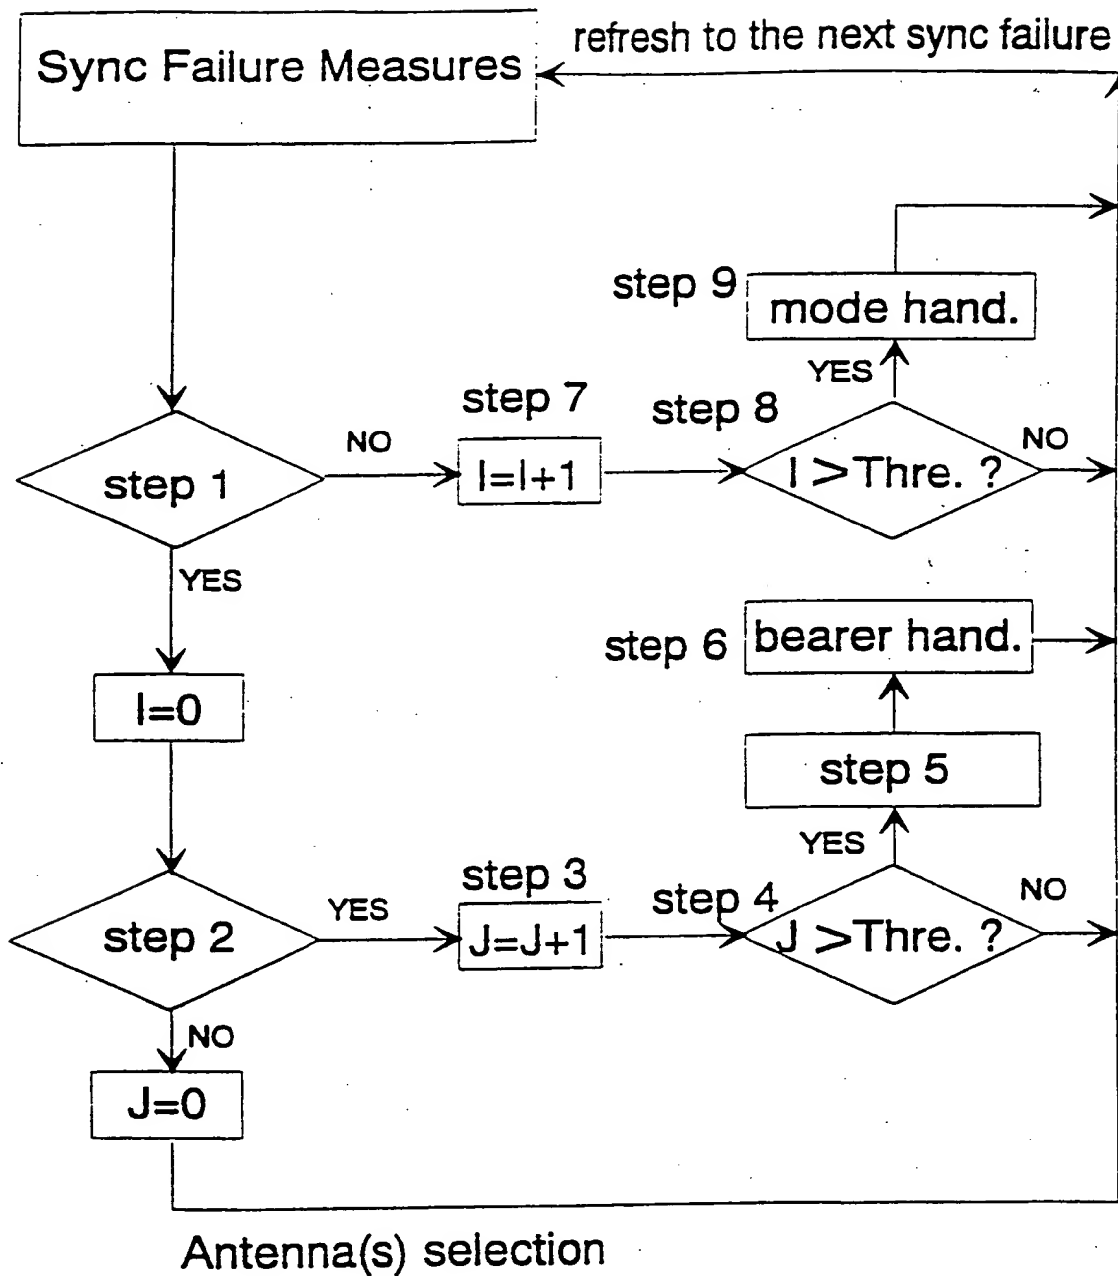 refresh to the next sync failure
Sync Failure Measures
step 9
mode hand.
YES
step 7
step 8
NO
NO
step 1
I=I+1
I >Thre. ?
YES
step 6
bearer hand.
I=0
step 5
YES
step 3
step 4
NO
YES
step 2
J=J+1
J >Thre. ?
NO
J=0
Antenna(s) selection